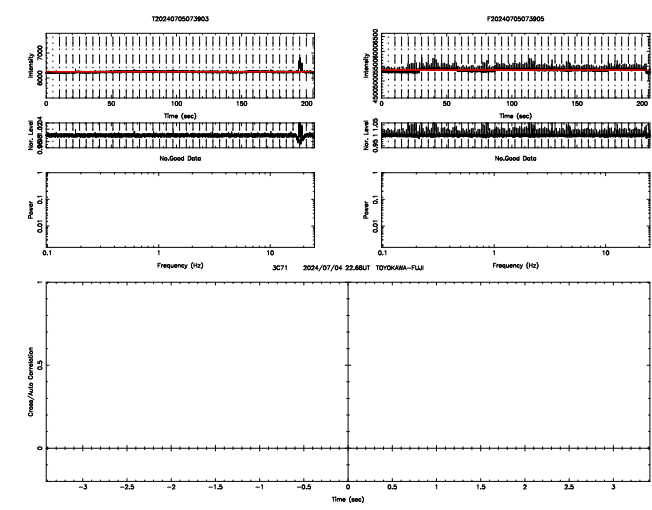 T20240705073903
F20240705073905
Intensity
6000
7000
0
50
100
150
200
Time (sec)
Intensity
0
50
100
150
200
Time (sec)
Nor. Level
No.Good Data
Nor. Level
0.95
1.05
No.Good Data
Power
1
0.1
0.01
0.1
1
10
Frequency (Hz)
Power
1
0.1
0.01
0.1
1
10
Frequency (Hz)
3C71 2024/07/04 22.68UT TOYOKAWA-FUJI
Cross/Auto Correlation
1
0.5
0
-3
-2.5
-2
-1.5
-1
-0.5
0
0.5
1
1.5
2
2.5
3
Time (sec)